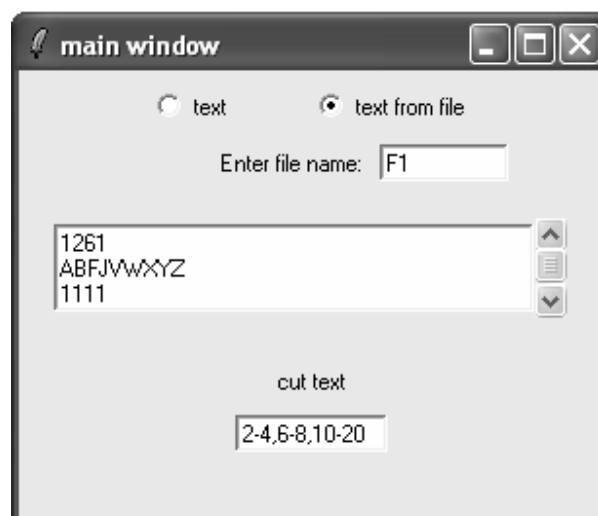 main window
text text from file
Enter file name: F1
1261
ABFJVWXYZ
1111
cut text
2-4,6-8,10-20